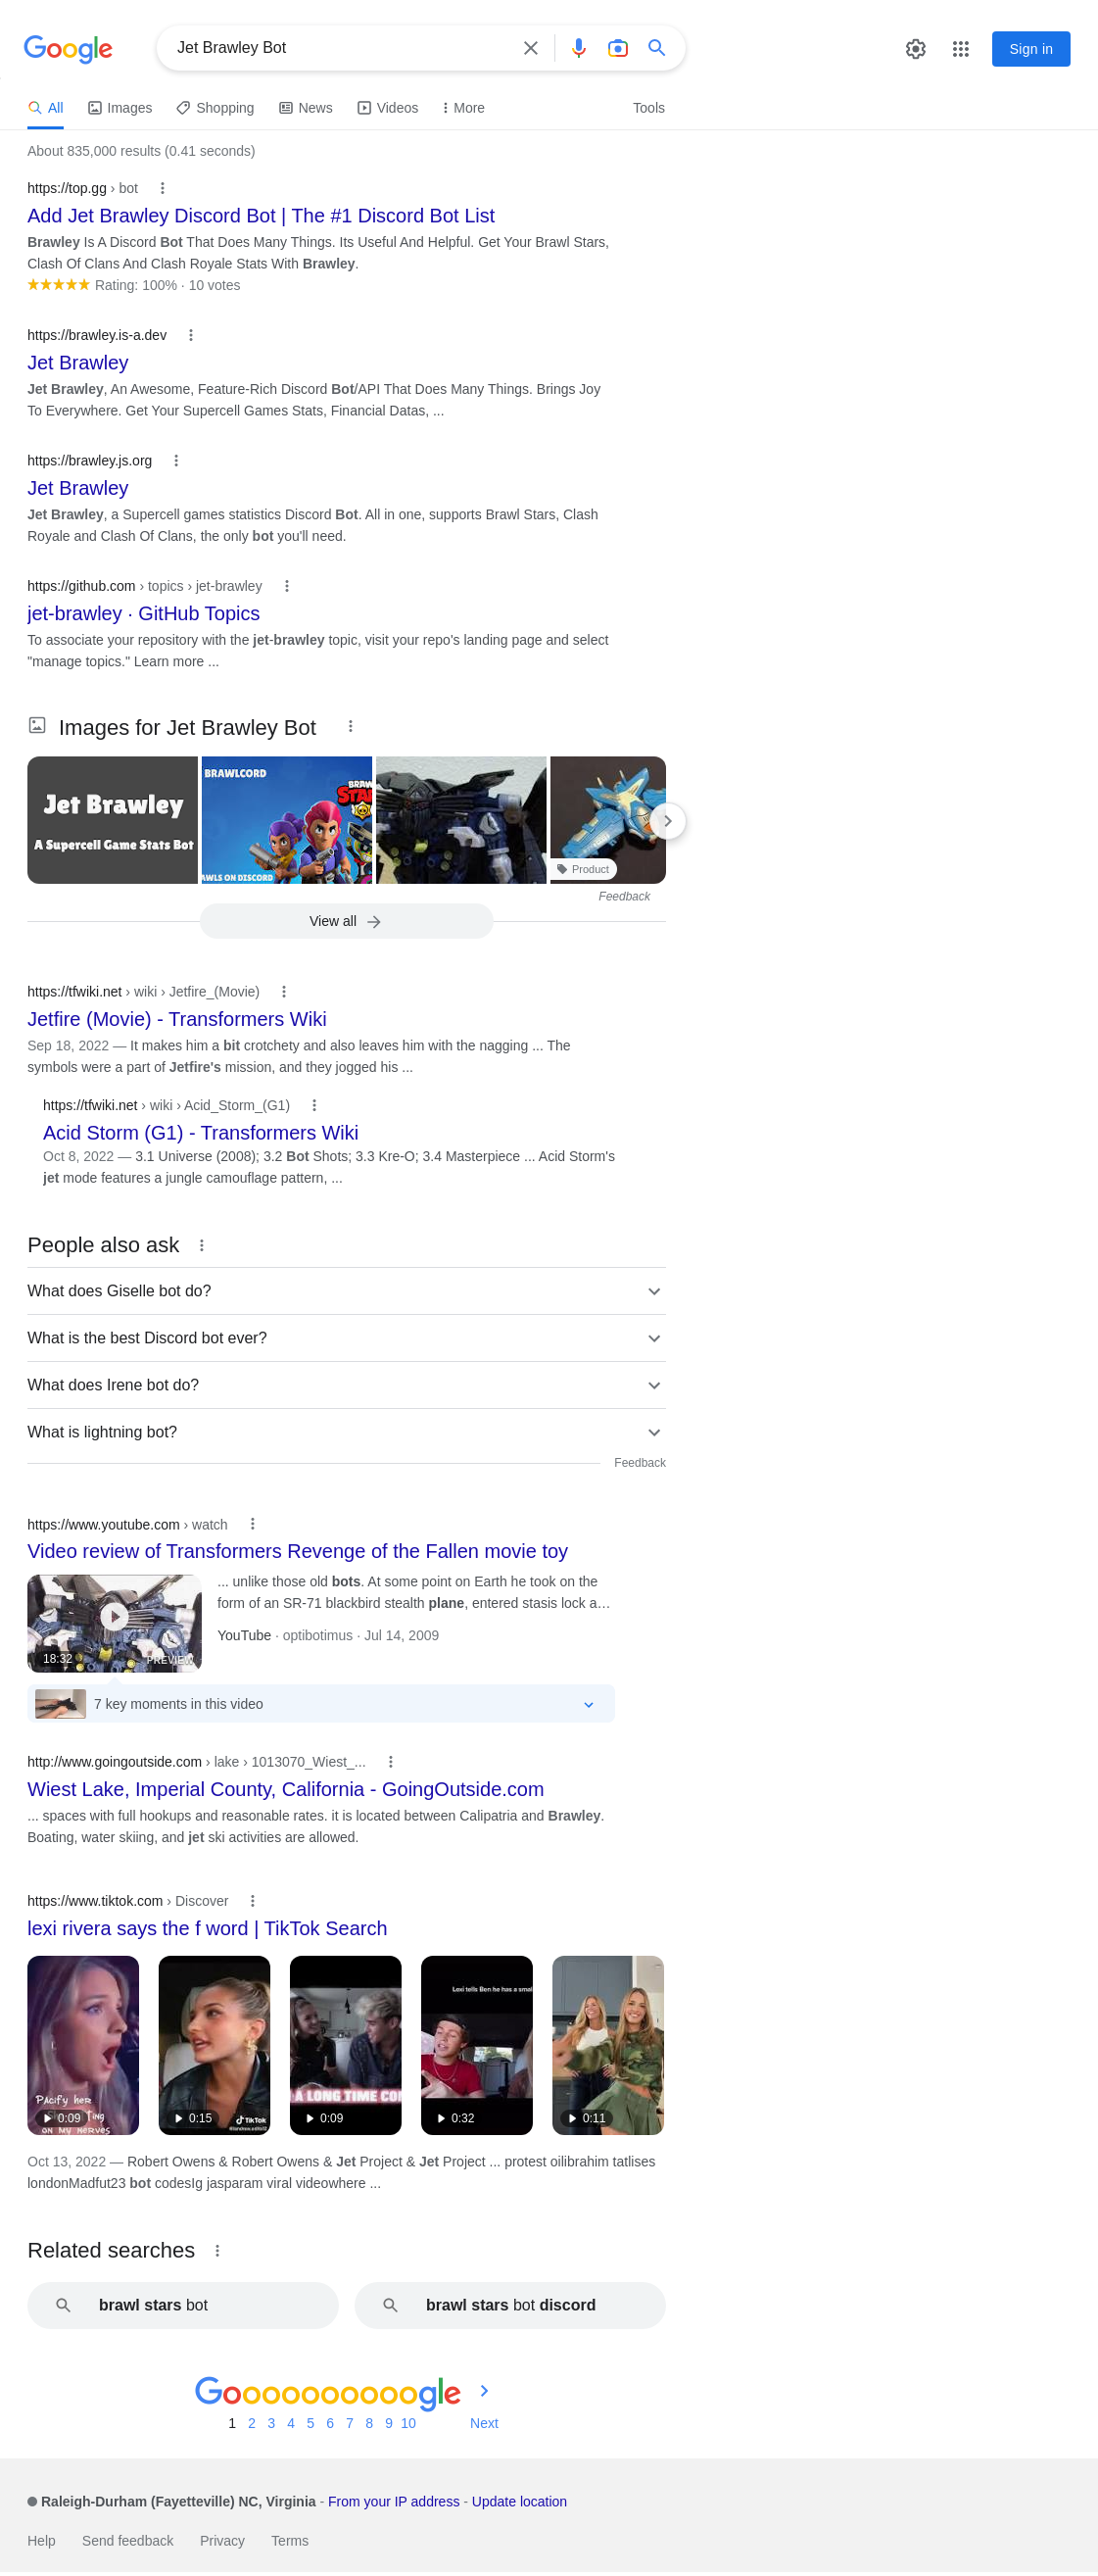 Google
Jet Brawley Bot
Sign in
All
Images
Shopping
News
Videos
More
Tools
About 835,000 results (0.41 seconds)
https://top.gg › bot
Add Jet Brawley Discord Bot | The #1 Discord Bot List
Brawley Is A Discord Bot That Does Many Things. Its Useful And Helpful. Get Your Brawl Stars,
Clash Of Clans And Clash Royale Stats With Brawley.
Rating: 100% · 10 votes
https://brawley.is-a.dev
Jet Brawley
Jet Brawley, An Awesome, Feature-Rich Discord Bot/API That Does Many Things. Brings Joy
To Everywhere. Get Your Supercell Games Stats, Financial Datas, ...
https://brawley.js.org
Jet Brawley
Jet Brawley, a Supercell games statistics Discord Bot. All in one, supports Brawl Stars, Clash
Royale and Clash Of Clans, the only bot you'll need.
https://github.com › topics › jet-brawley
jet-brawley · GitHub Topics
To associate your repository with the jet-brawley topic, visit your repo's landing page and select
"manage topics." Learn more ...
Images for Jet Brawley Bot
Jet Brawley
A Supercell Game Stats Bot
BRAWLCORD
BRAW
STA
AWLS ON DISCORD
Product
Feedback
View all
https://tfwiki.net › wiki › Jetfire_(Movie)
Jetfire (Movie) - Transformers Wiki
Sep 18, 2022 — It makes him a bit crotchety and also leaves him with the nagging ... The
symbols were a part of Jetfire's mission, and they jogged his ...
https://tfwiki.net › wiki › Acid_Storm_(G1)
Acid Storm (G1) - Transformers Wiki
Oct 8, 2022 — 3.1 Universe (2008); 3.2 Bot Shots; 3.3 Kre-O; 3.4 Masterpiece ... Acid Storm's
jet mode features a jungle camouflage pattern, ...
People also ask
What does Giselle bot do?
What is the best Discord bot ever?
What does Irene bot do?
What is lightning bot?
Feedback
https://www.youtube.com › watch
Video review of Transformers Revenge of the Fallen movie toy
18:32
PREVIEW
... unlike those old bots. At some point on Earth he took on the
form of an SR-71 blackbird stealth plane, entered stasis lock a...
YouTube · optibotimus · Jul 14, 2009
7 key moments in this video
http://www.goingoutside.com › lake › 1013070_Wiest_...
Wiest Lake, Imperial County, California - GoingOutside.com
... spaces with full hookups and reasonable rates. it is located between Calipatria and Brawley.
Boating, water skiing, and jet ski activities are allowed.
https://www.tiktok.com › Discover
lexi rivera says the f word | TikTok Search
Pacify her
on my nerves
0:09
0:15
TikTok
A LONG TIME CO
0:09
Lexi tells Ben he has a smal
0:32
0:11
Oct 13, 2022 — Robert Owens & Robert Owens & Jet Project & Jet Project ... protest oilibrahim tatlises
londonMadfut23 bot codesIg jasparam viral videowhere ...
Related searches
brawl stars bot
brawl stars bot discord
Goooooooooogle
1 2 3 4 5 6 7 8 9 10 Next
Raleigh-Durham (Fayetteville) NC, Virginia - From your IP address - Update location
Help Send feedback Privacy Terms